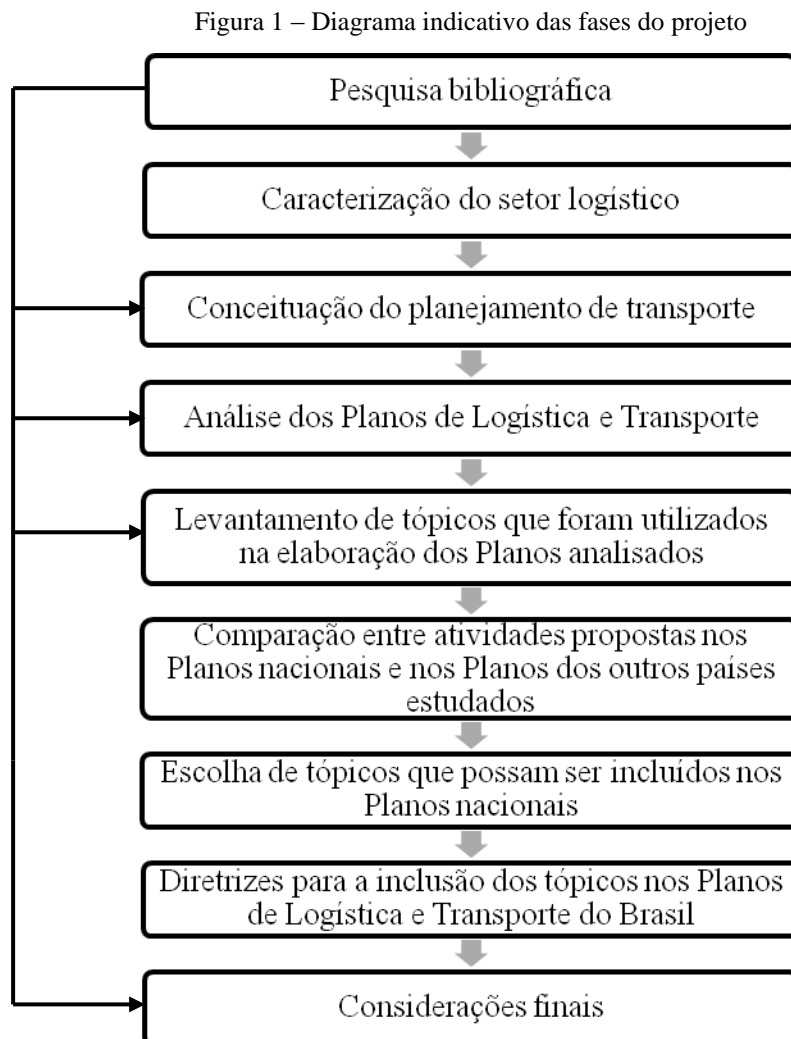 Figura 1 – Diagrama indicativo das fases do projeto
Pesquisa bibliográfica
Caracterização do setor logístico
Conceituação do planejamento de transporte
Análise dos Planos de Logística e Transporte
Levantamento de tópicos que foram utilizados
na elaboração dos Planos analisados
Comparação entre atividades propostas nos
Planos nacionais e nos Planos dos outros países
estudados
Escolha de tópicos que possam ser incluídos nos
Planos nacionais
Diretrizes para a inclusão dos tópicos nos Planos
de Logística e Transporte do Brasil
Considerações finais